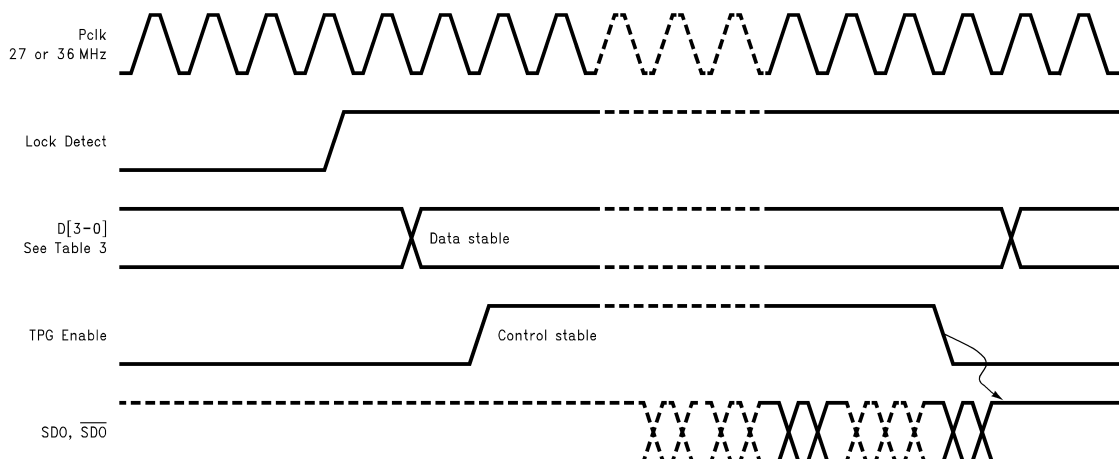 Pclk
27 or 36 MHz
Lock Detect
D[3-0]
See Table 3
Data stable
TPG Enable
Control stable
SDO, S̅D̅O̅